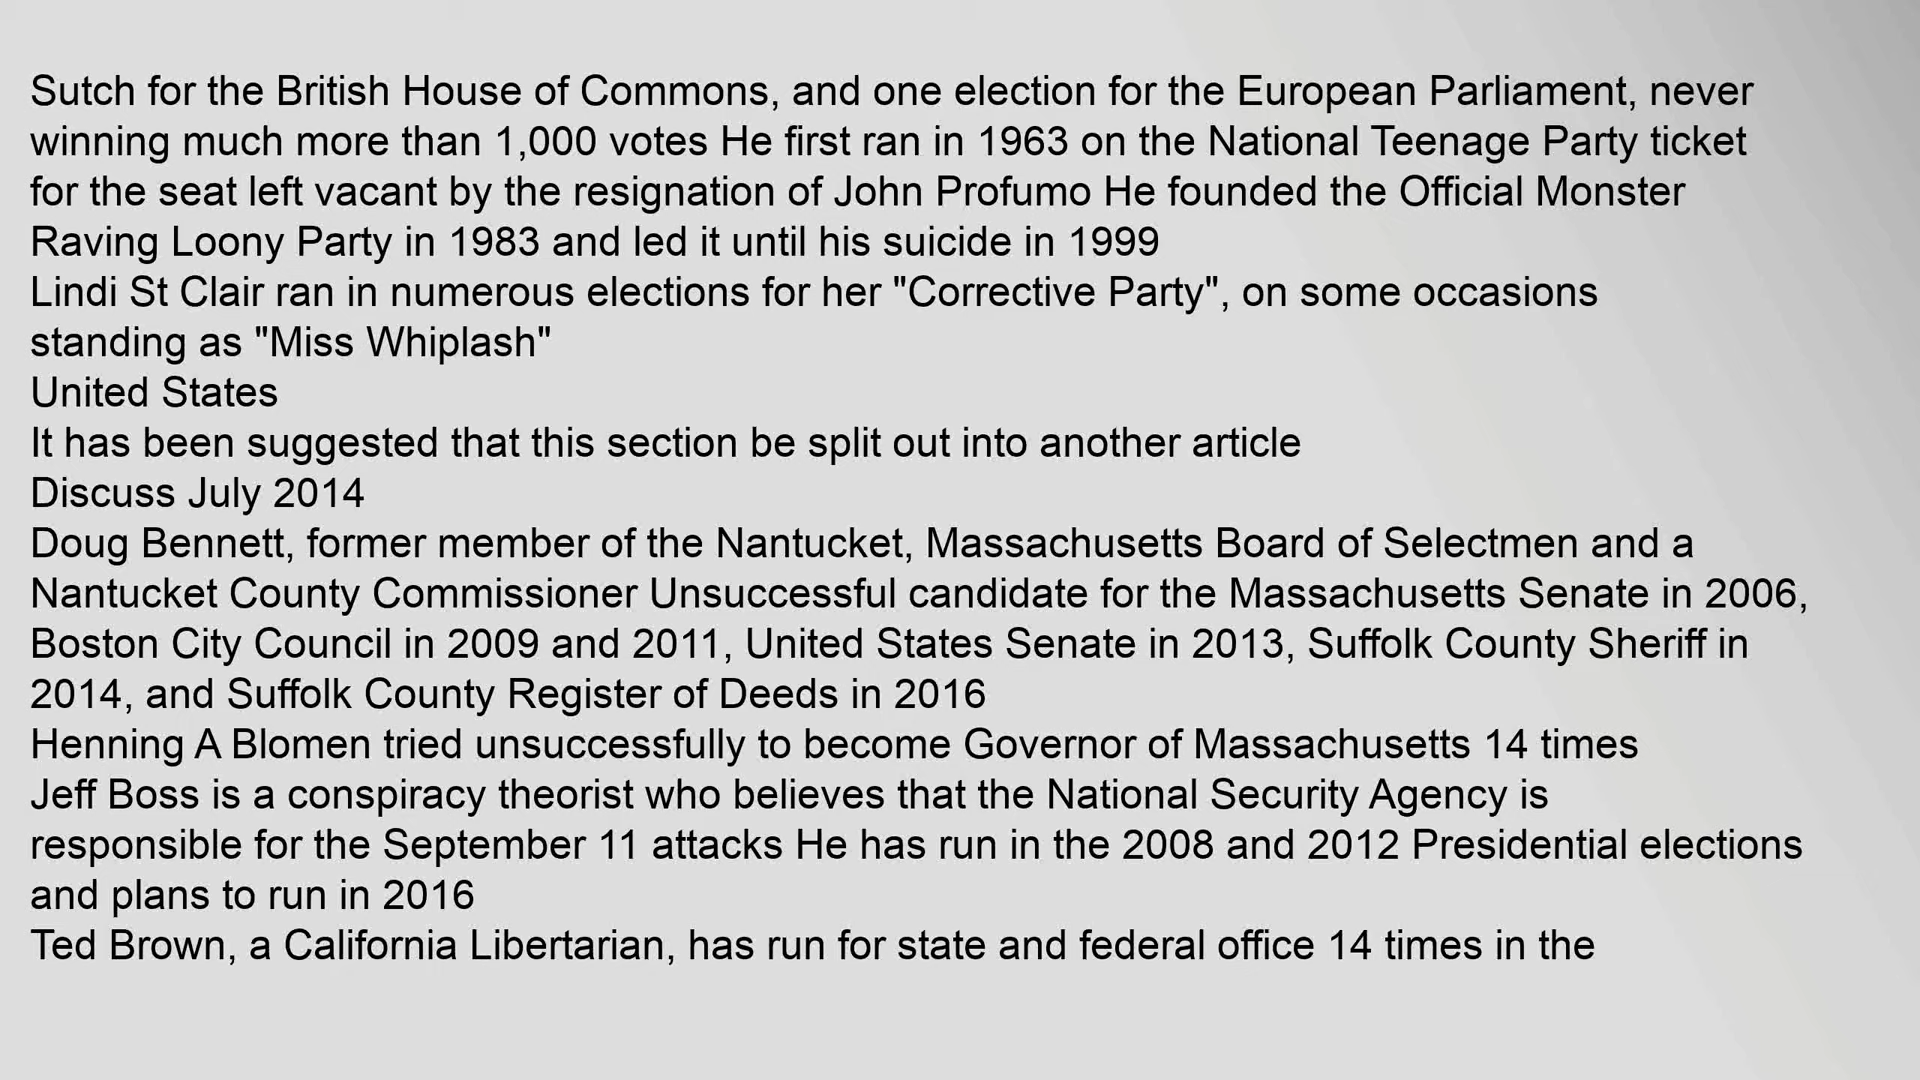 Sutch for the British House of Commons, and one election for the European Parliament, never
winning much more than 1,000 votes He first ran in 1963 on the National Teenage Party ticket
for the seat left vacant by the resignation of John Profumo He founded the Official Monster
Raving Loony Party in 1983 and led it until his suicide in 1999
Lindi St Clair ran in numerous elections for her "Corrective Party", on some occasions
standing as "Miss Whiplash"
United States
It has been suggested that this section be split out into another article
Discuss July 2014
Doug Bennett, former member of the Nantucket, Massachusetts Board of Selectmen and a
Nantucket County Commissioner Unsuccessful candidate for the Massachusetts Senate in 2006,
Boston City Council in 2009 and 2011, United States Senate in 2013, Suffolk County Sheriff in
2014, and Suffolk County Register of Deeds in 2016
Henning A Blomen tried unsuccessfully to become Governor of Massachusetts 14 times
Jeff Boss is a conspiracy theorist who believes that the National Security Agency is
responsible for the September 11 attacks He has run in the 2008 and 2012 Presidential elections
and plans to run in 2016
Ted Brown, a California Libertarian, has run for state and federal office 14 times in the